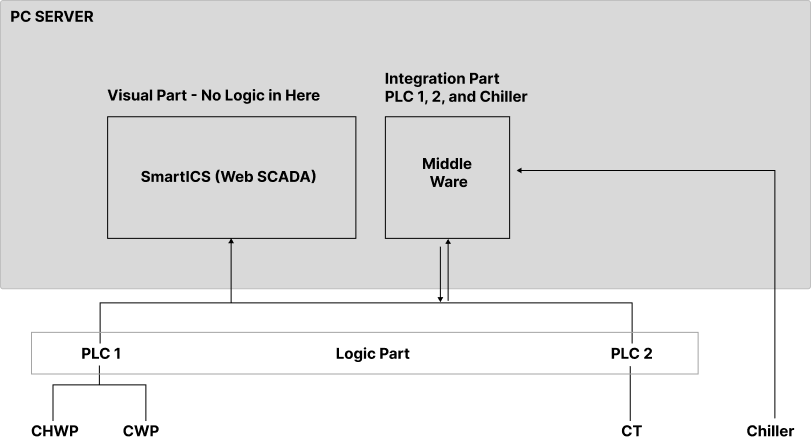 PC SERVER
Visual Part - No Logic in Here
Integration Part
PLC 1, 2, and Chiller
SmartICS (Web SCADA)
Middle
Ware
PLC 1
Logic Part
PLC 2
CHWP
CWP
CT
Chiller